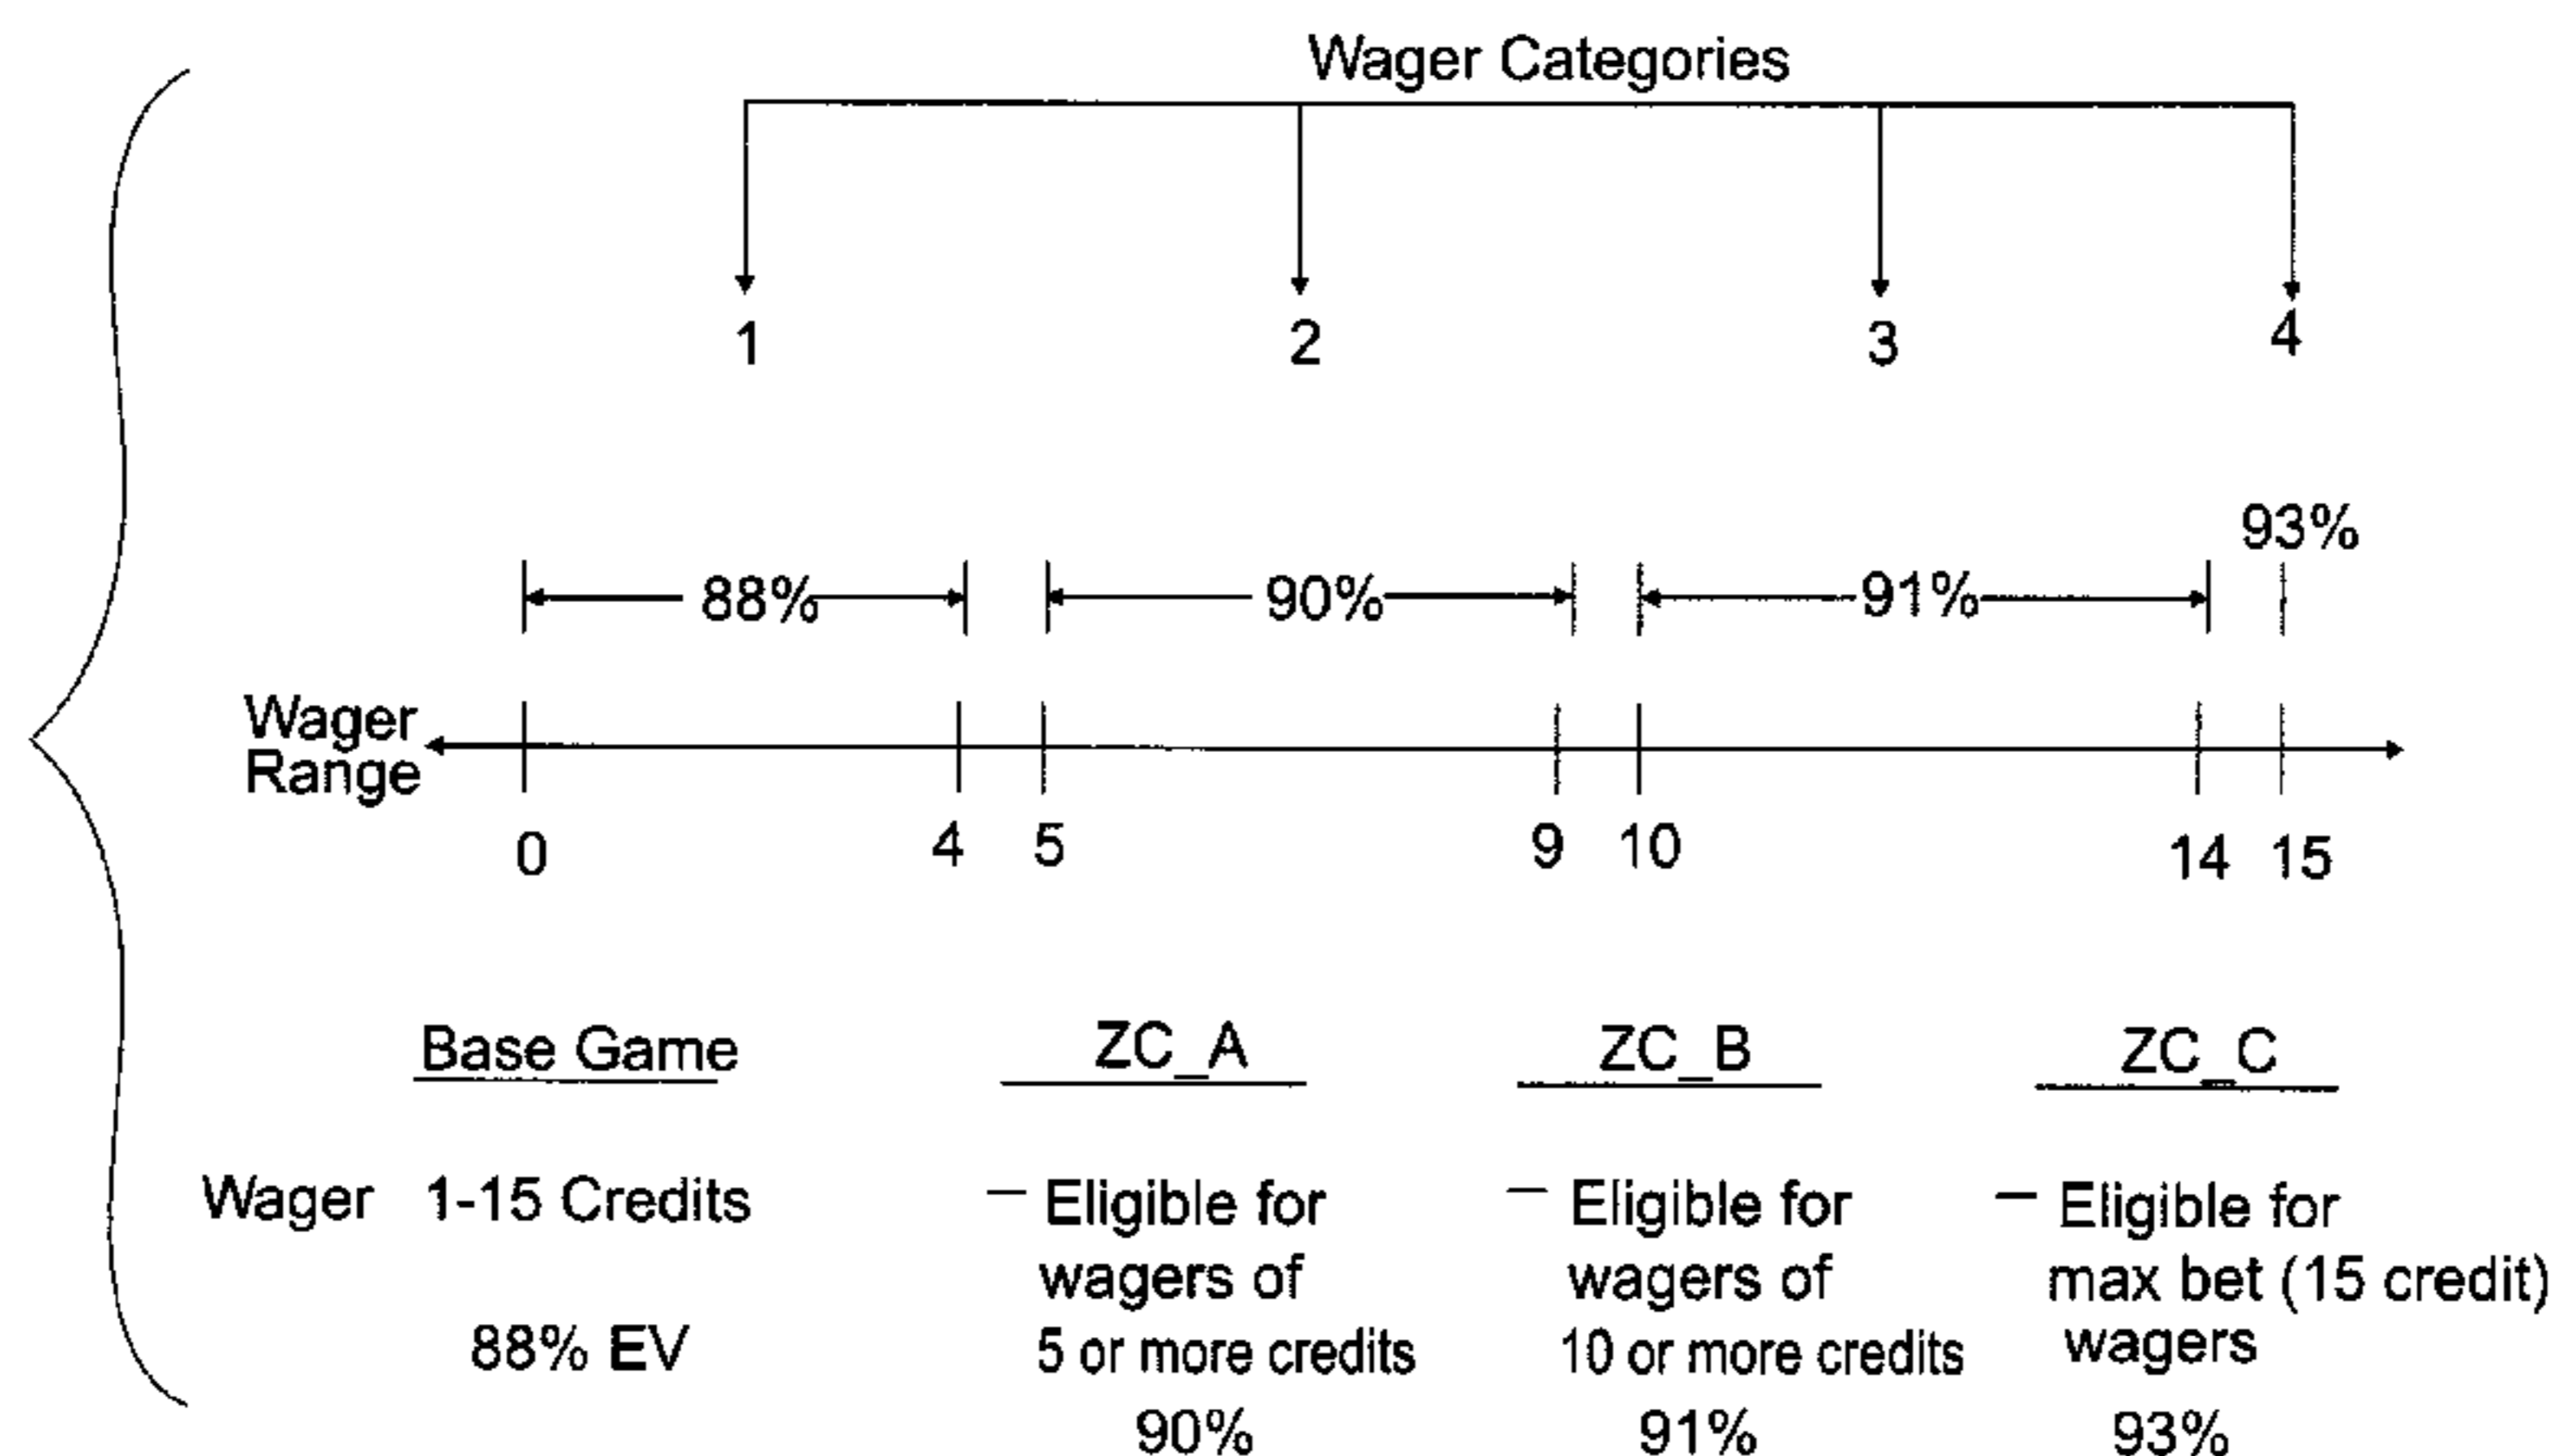 Wager Categories
1 2 3 4
93%
88% 90% 91%
Wager
Range
0 4 5 9 10 14 15
Base Game ZC_A ZC_B ZC_C
Wager 1-15 Credits – Eligible for – Eligible for – Eligible for
wagers of wagers of max bet (15 credit)
88% EV 5 or more credits 10 or more credits wagers
90% 91% 93%